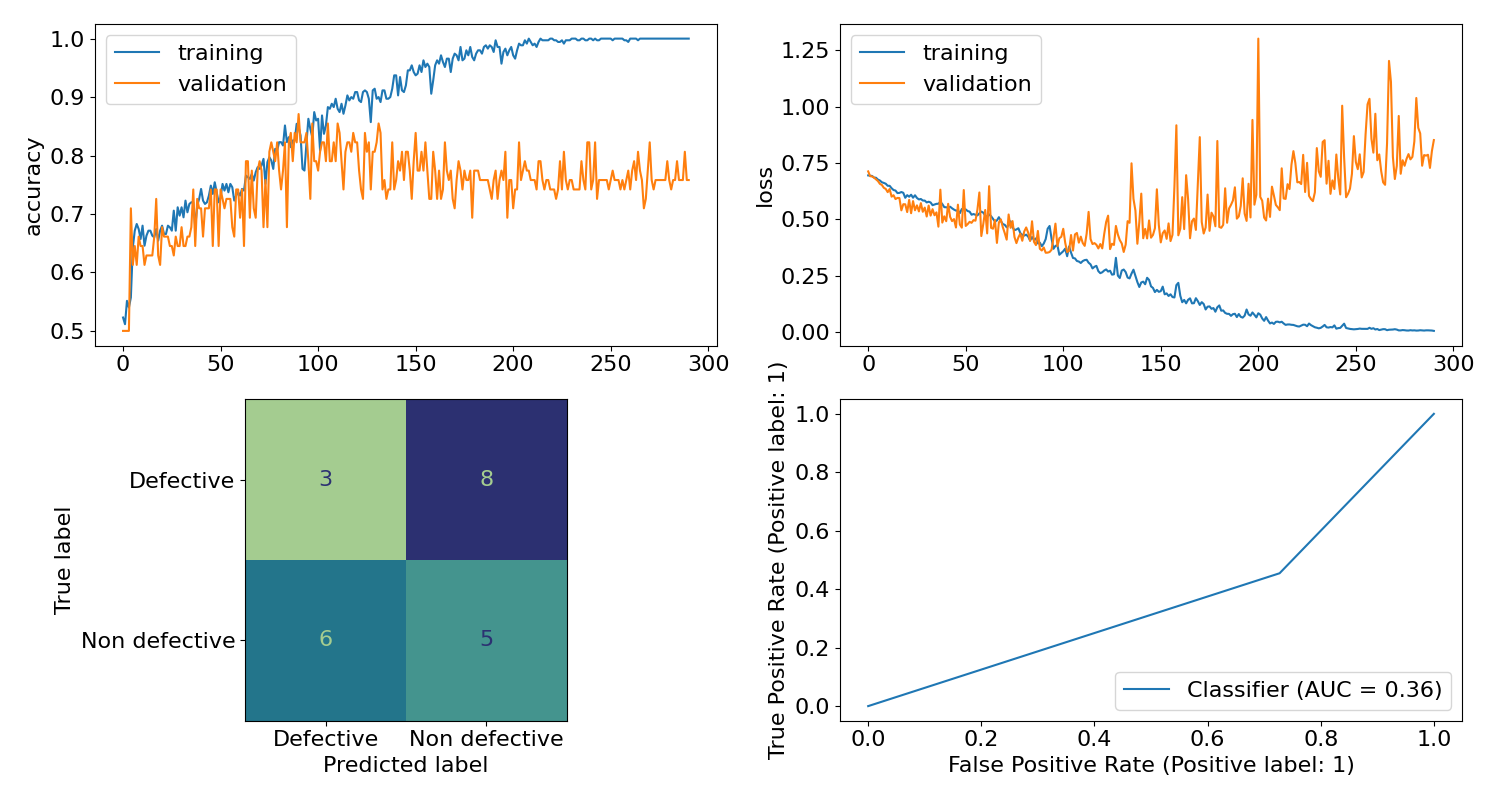 accuracy
1.0
0.9
0.8
0.7
0.6
0.5
training
validation
0 50 100 150 200 250 300
loss
1.25
1.00
0.75
0.50
0.25
0.00
training
validation
0 50 100 150 200 250 300
True label
Defective
Non defective
3 8
6 5
Defective Non defective
Predicted label
True Positive Rate (Positive label: 1)
1.0
0.8
0.6
0.4
0.2
0.0
Classifier (AUC = 0.36)
0.0 0.2 0.4 0.6 0.8 1.0
False Positive Rate (Positive label: 1)